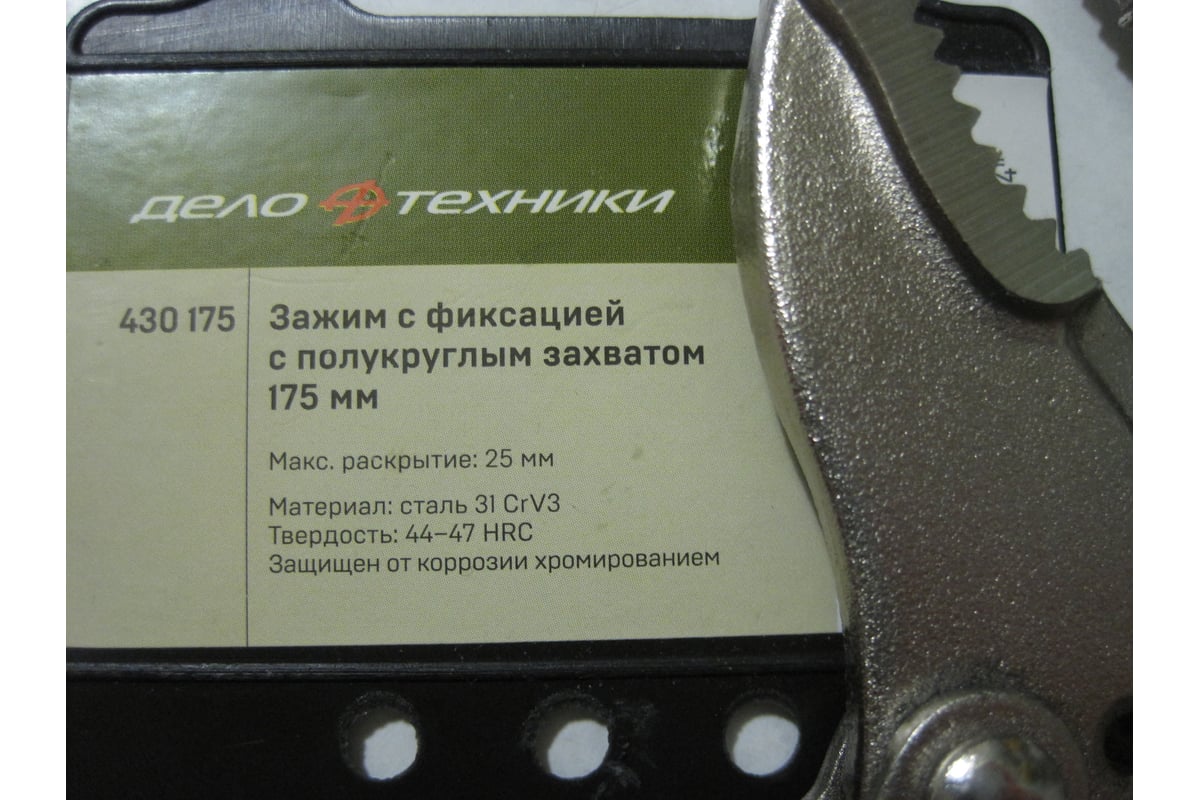 дело техники
430 175
Зажим с фиксацией
с полукруглым захватом
175 мм
Макс. раскрытие: 25 мм
Материал: сталь 31 CrV3
Твердость: 44–47 HRC
Защищен от коррозии хромированием